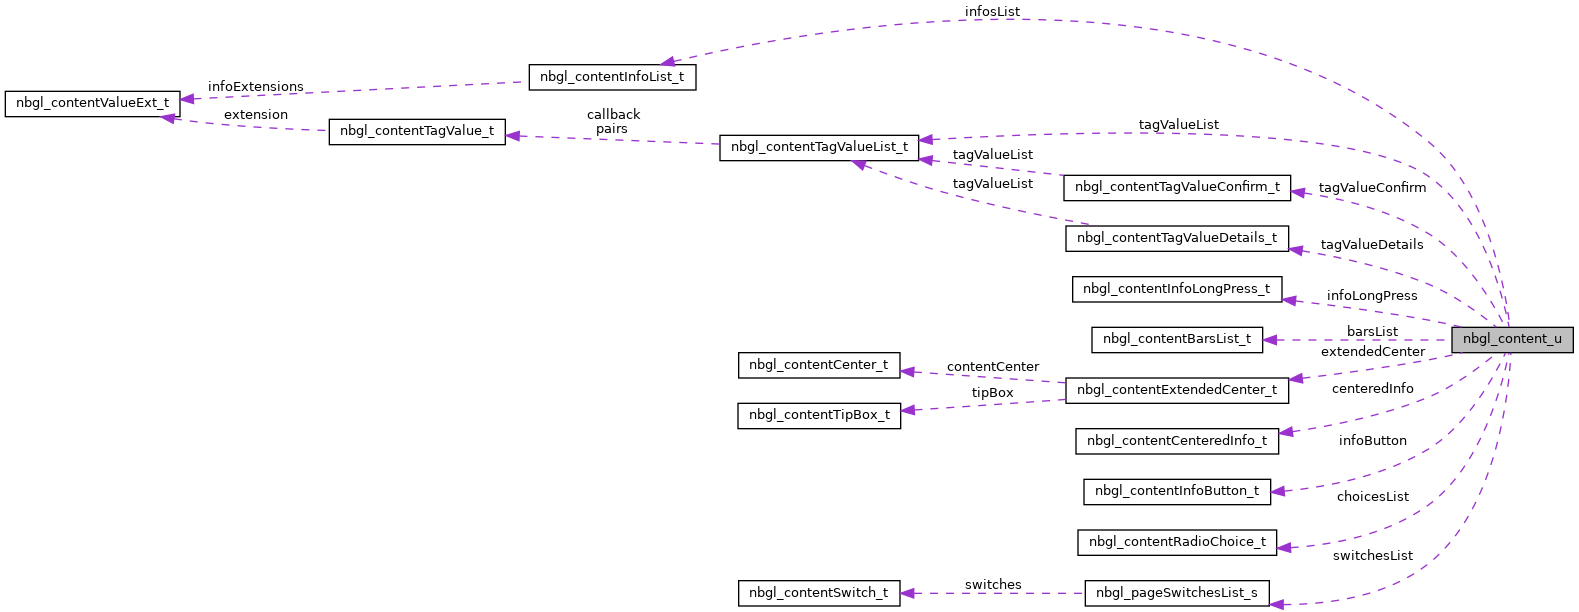 infosList
nbgl_contentInfoList_t
infoExtensions
nbgl_contentValueExt_t
extension
callback
pairs
nbgl_contentTagValue_t
tagValueList
nbgl_contentTagValueList_t
tagValueList
tagValueList
nbgl_contentTagValueConfirm_t
tagValueConfirm
nbgl_contentTagValueDetails_t
tagValueDetails
nbgl_contentInfoLongPress_t
infoLongPress
nbgl_contentBarsList_t
barsList
nbgl_content_u
extendedCenter
nbgl_contentCenter_t
contentCenter
nbgl_contentExtendedCenter_t
centeredInfo
tipBox
nbgl_contentTipBox_t
nbgl_contentCenteredInfo_t
infoButton
nbgl_contentInfoButton_t
choicesList
nbgl_contentRadioChoice_t
switchesList
nbgl_contentSwitch_t
switches
nbgl_pageSwitchesList_s